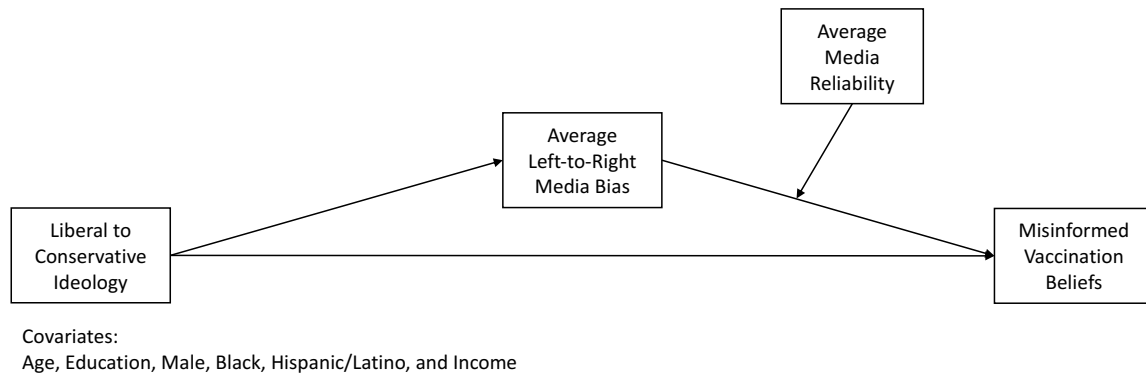 Average
Media
Reliability
Average
Left-to-Right
Media Bias
Liberal to
Conservative
Ideology
Misinformed
Vaccination
Beliefs
Covariates:
Age, Education, Male, Black, Hispanic/Latino, and Income